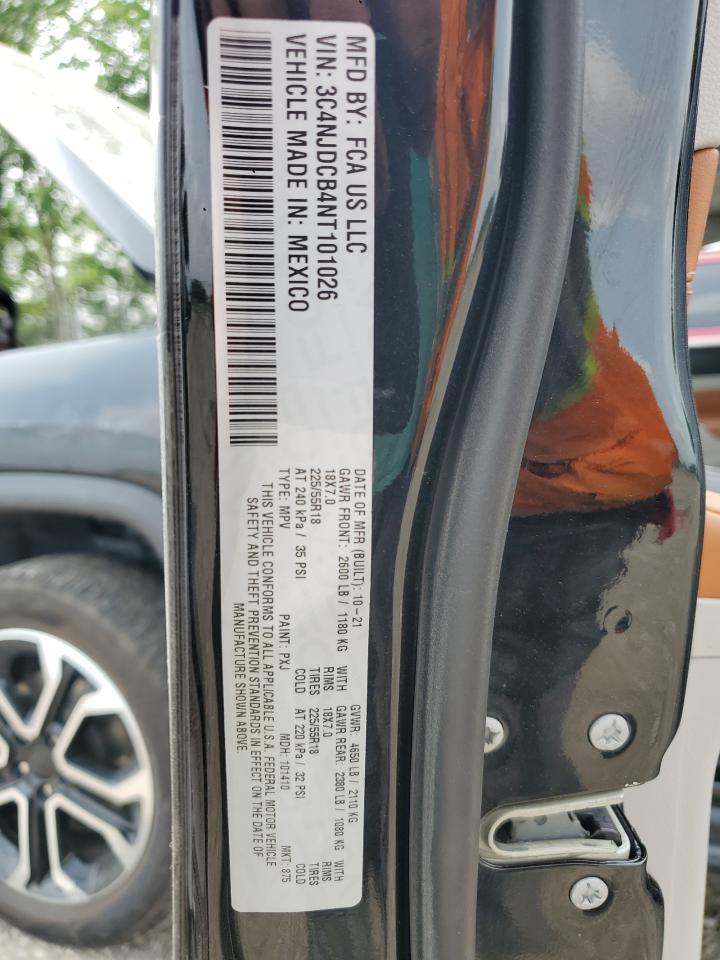 MFD BY: FCA US LLC
VIN: 3C4NJDCB4NT101026
VEHICLE MADE IN: MEXICO
DATE OF MFR (BUILT): 10-21 GVWR: 4650 LB / 2110 KG
GAWR FRONT: 2600 LB / 1180 KG WITH GAWR REAR: 2380 LB / 1080 KG WITH
18X7.0 RIMS 18X7.0 RIMS
225/55R18 TIRES 225/55R18 TIRES
AT 240 kPa / 35 PSI COLD AT 220 kPa / 32 PSI COLD
TYPE: MPV PAINT: PXJ MDH: 101410 MKT: 875
THIS VEHICLE CONFORMS TO ALL APPLICABLE U.S.A. FEDERAL MOTOR VEHICLE
SAFETY AND THEFT PREVENTION STANDARDS IN EFFECT ON THE DATE OF
MANUFACTURE SHOWN ABOVE.